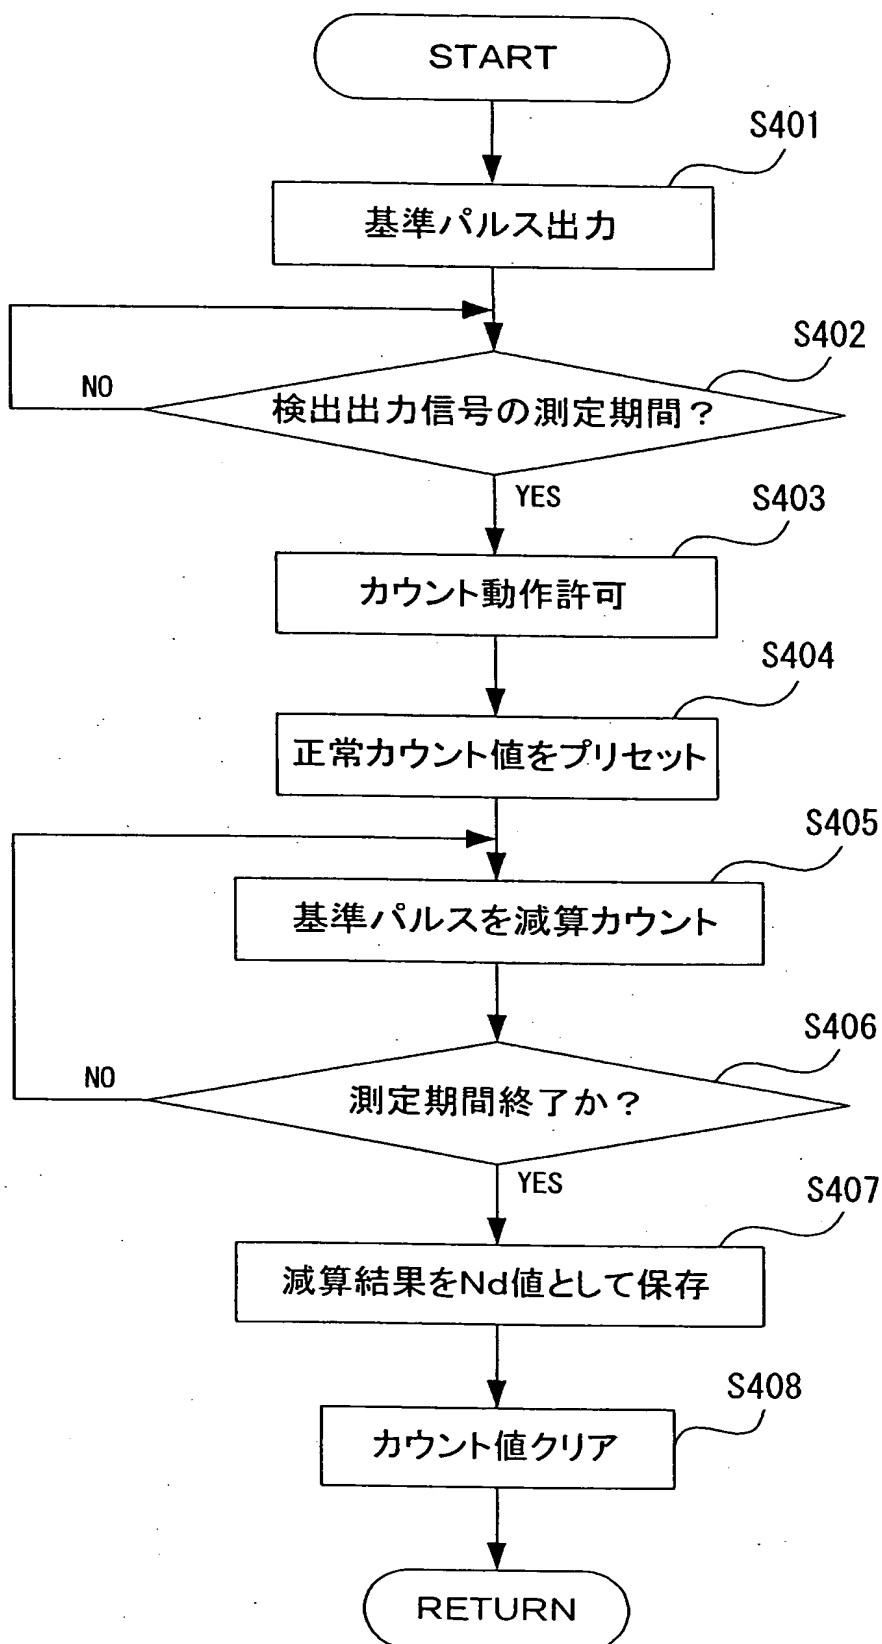 START
S401
基準パルス出力
S402
NO
検出出力信号の測定期間？
YES
S403
カウント動作許可
S404
正常カウント値をプリセット
S405
基準パルスを減算カウント
S406
NO
測定期間終了か？
YES
S407
減算結果をNd値として保存
S408
カウント値クリア
RETURN